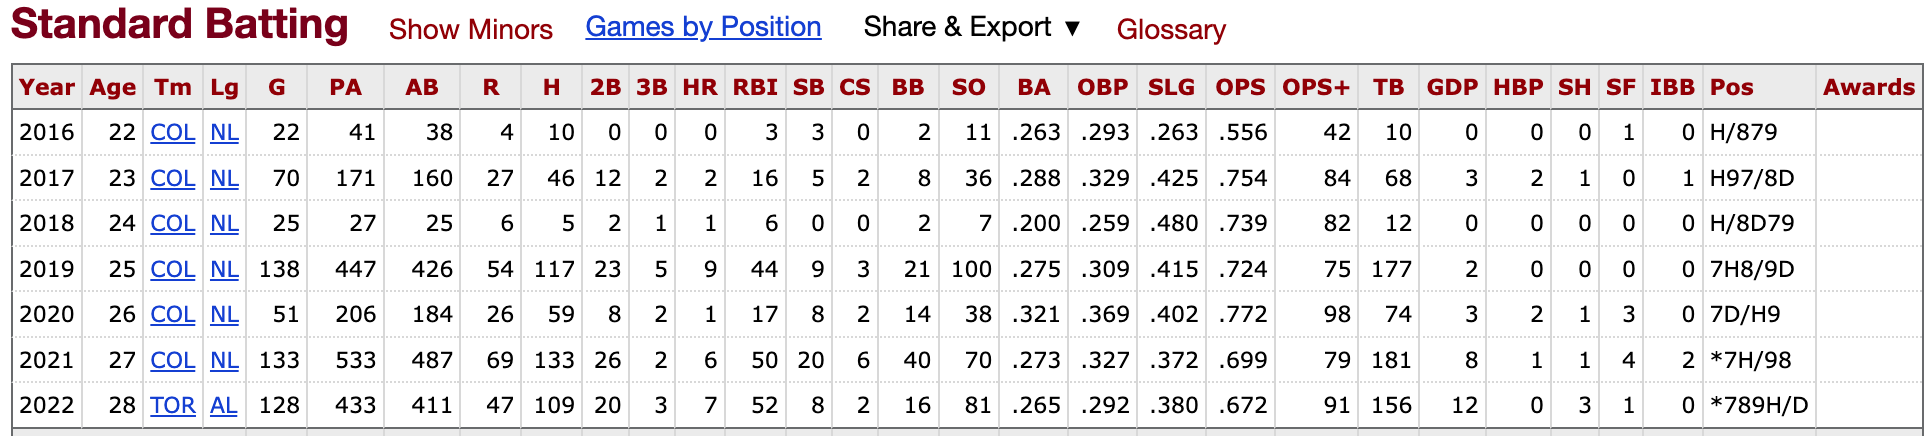 Standard Batting Show Minors Games by Position Share & Export ▼ Glossary
Year Age Tm Lg G PA AB R H 2B 3B HR RBI SB CS BB SO BA OBP SLG OPS OPS+ TB GDP HBP SH SF IBB Pos Awards
2016 22 COL NL 22 41 38 4 10 0 0 0 3 3 0 2 11 .263 .293 .263 .556 42 10 0 0 0 1 0 H/879
2017 23 COL NL 70 171 160 27 46 12 2 2 16 5 2 8 36 .288 .329 .425 .754 84 68 3 2 1 0 1 H97/8D
2018 24 COL NL 25 27 25 6 5 2 1 1 6 0 0 2 7 .200 .259 .480 .739 82 12 0 0 0 0 0 H/8D79
2019 25 COL NL 138 447 426 54 117 23 5 9 44 9 3 21 100 .275 .309 .415 .724 75 177 2 0 0 0 0 7H8/9D
2020 26 COL NL 51 206 184 26 59 8 2 1 17 8 2 14 38 .321 .369 .402 .772 98 74 3 2 1 3 0 7D/H9
2021 27 COL NL 133 533 487 69 133 26 2 6 50 20 6 40 70 .273 .327 .372 .699 79 181 8 1 1 4 2 *7H/98
2022 28 TOR AL 128 433 411 47 109 20 3 7 52 8 2 16 81 .265 .292 .380 .672 91 156 12 0 3 1 0 *789H/D